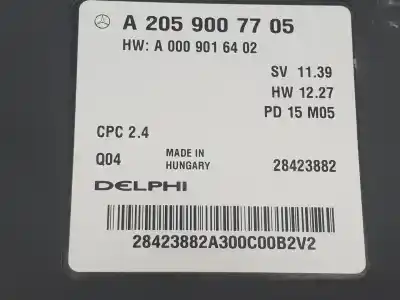 A 205 900 77 05
HW: A 000 901 64 02
SV 11.39
HW 12.27
PD 15 M05
CPC 2.4
Q04 MADE IN HUNGARY 28423882
DELPHI
28423882A300C00B2V2